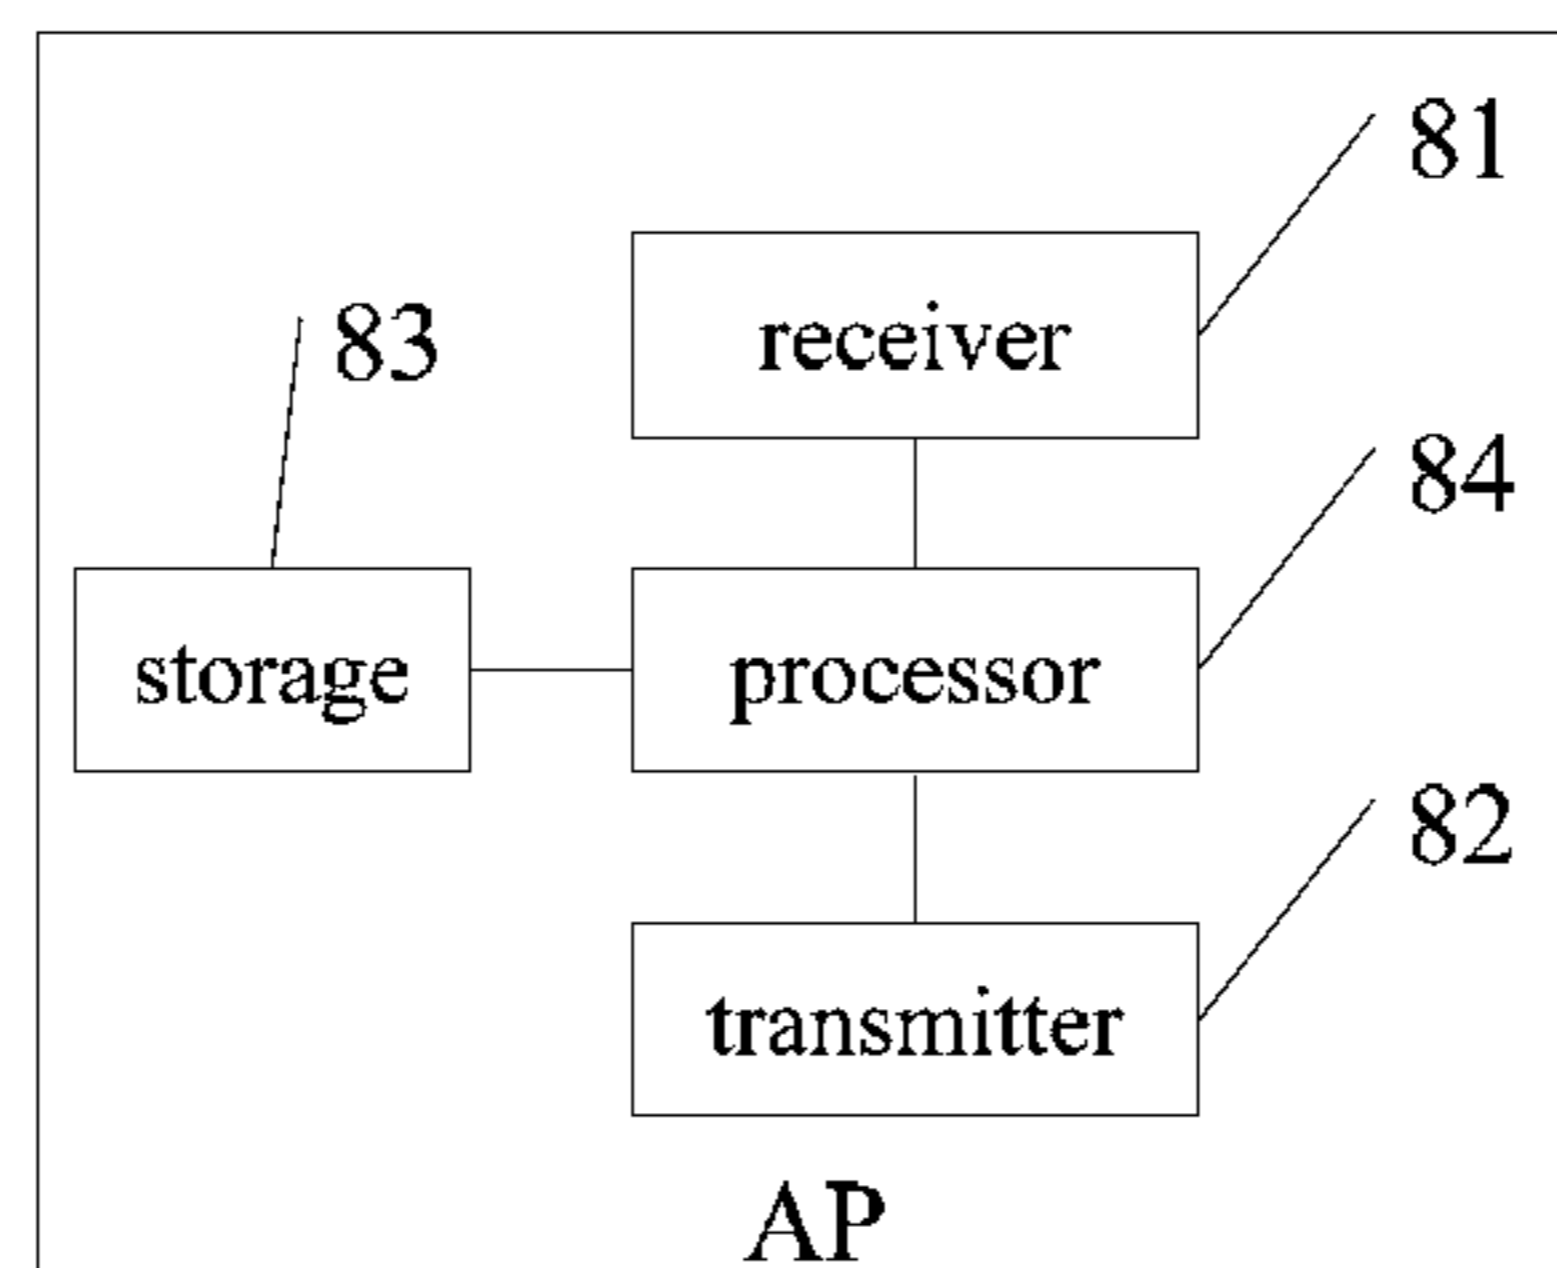 81
receiver
83
84
storage
processor
82
transmitter
AP